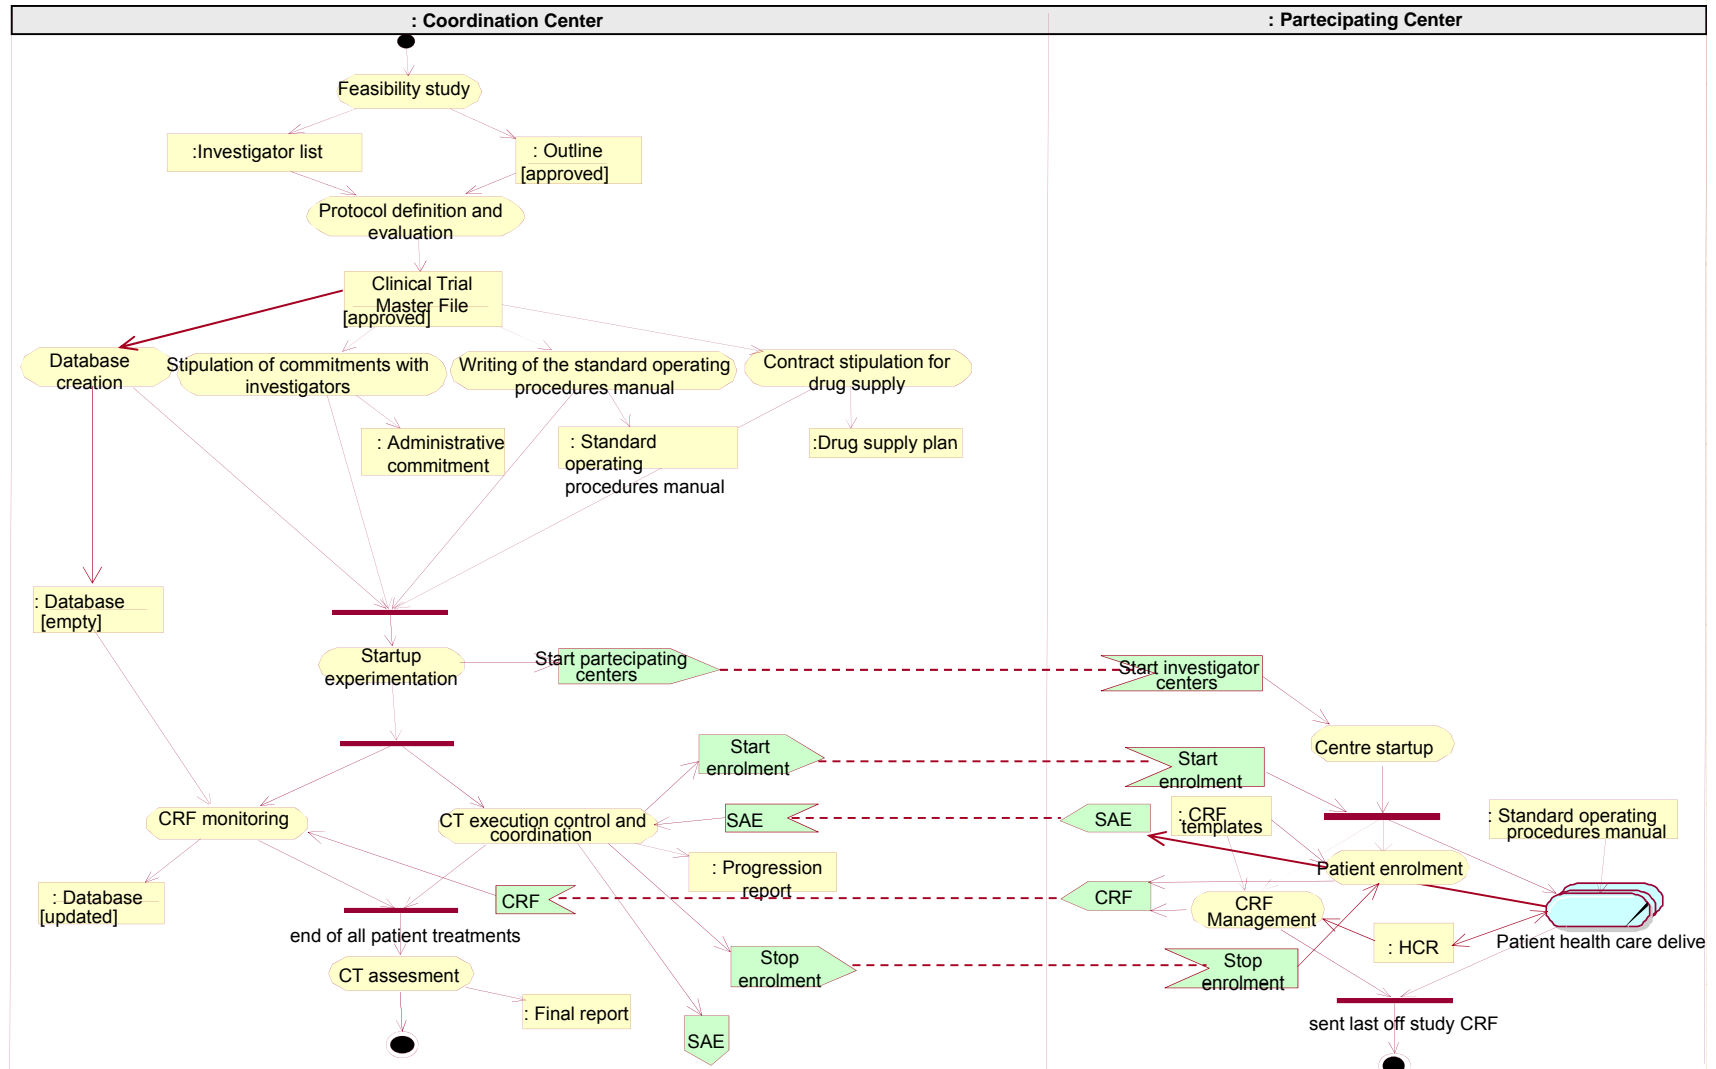 : Coordination Center
: Partecipating Center
Feasibility study
:Investigator list
: Outline
[approved]
Protocol definition and
evaluation
Clinical Trial
Master File
[approved]
Database
creation
Stipulation of commitments with
investigators
Writing of the standard operating
procedures manual
Contract stipulation for
drug supply
: Administrative
commitment
: Standard
operating
procedures manual
:Drug supply plan
: Database
[empty]
Startup
experimentation
Start partecipating
centers
Start investigator
centers
Centre startup
Start
enrolment
Start
enrolment
CRF monitoring
CT execution control and
coordination
SAE
SAE
: CRF
templates
: Standard operating
procedures manual
: Progression
report
Patient enrolment
: Database
[updated]
CRF
CRF
CRF
Management
end of all patient treatments
: HCR
Patient health care delive
CT assesment
Stop
enrolment
Stop
enrolment
: Final report
SAE
sent last off study CRF